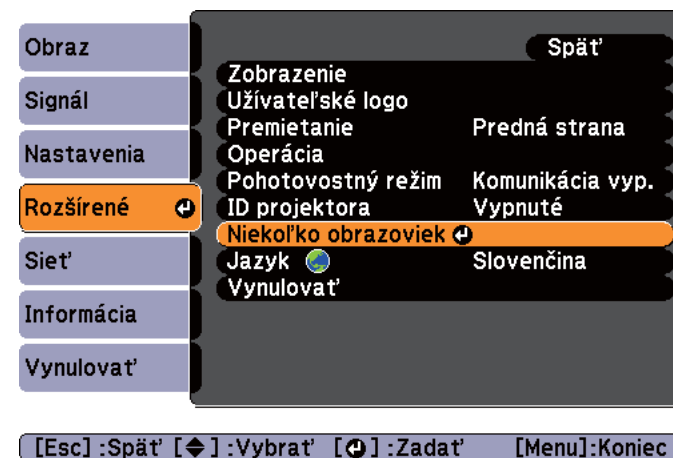 Obraz
Signál
Nastavenia
Rozšírené
Sieť
Informácia
Vynulovať
Späť
Zobrazenie
Užívateľské logo
Premietanie Predná strana
Operácia
Pohotovostný režim Komunikácia vyp.
ID projektora Vypnuté
Niekoľko obrazoviek
Jazyk Slovenčina
Vynulovať
[Esc] :Späť [◆] :Vybrať [⏎] :Zadať [Menu]:Koniec